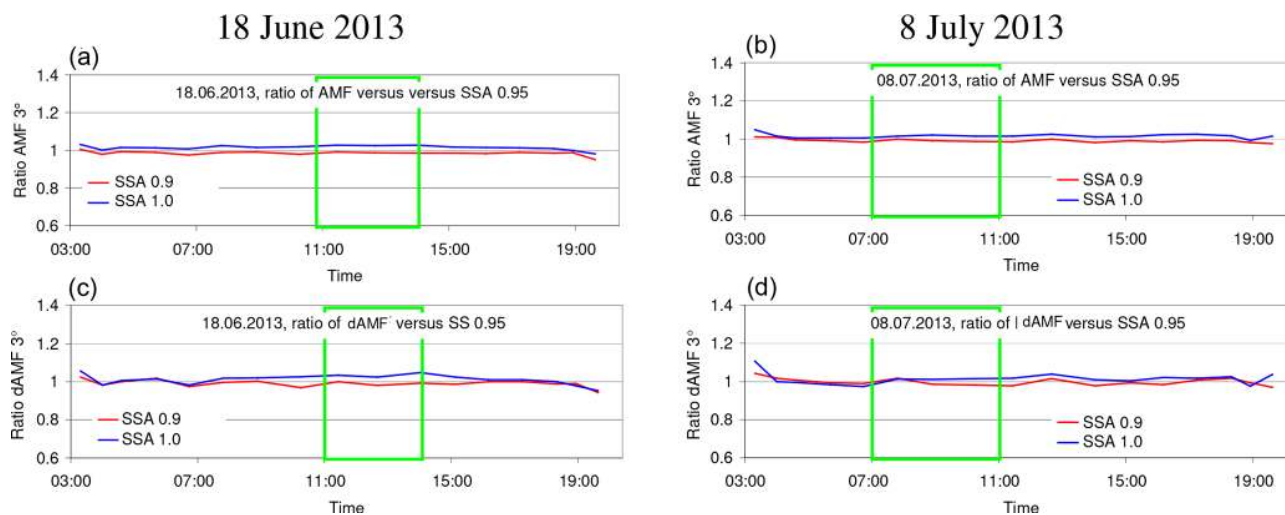 18 June 2013
8 July 2013
(a)
18.06.2013, ratio of AMF versus versus SSA 0.95
Ratio AMF 3°
1.4
1.2
1
0.8
0.6
SSA 0.9
SSA 1.0
03:00 07:00 11:00 15:00 19:00
Time
(b)
08.07.2013, ratio of AMF versus SSA 0.95
Ratio AMF 3°
1.4
1.2
1
0.8
0.6
SSA 0.9
SSA 1.0
03:00 07:00 11:00 15:00 19:00
Time
(c)
18.06.2013, ratio of dAMF versus SS 0.95
Ratio dAMF 3°
1.4
1.2
1
0.8
0.6
SSA 0.9
SSA 1.0
03:00 07:00 11:00 15:00 19:00
Time
(d)
08.07.2013, ratio of dAMF versus SSA 0.95
Ratio dAMF 3°
1.4
1.2
1
0.8
0.6
SSA 0.9
SSA 1.0
03:00 07:00 11:00 15:00 19:00
Time